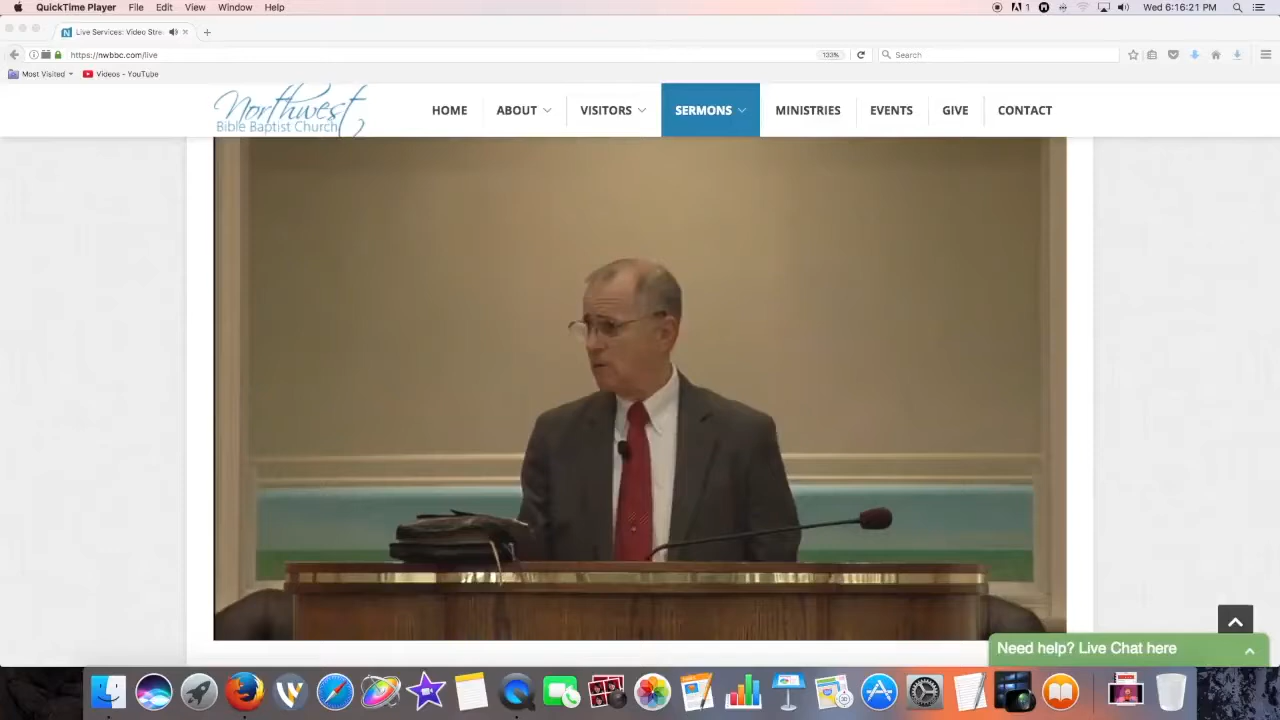 QuickTime Player File Edit View Window Help 1 Wed 6:16:21 PM
Live Services: Video Stre
https://nwbbc.com/live 133% Search
Most Visited Videos - YouTube
Northwest
Bible Baptist Church
HOME ABOUT VISITORS SERMONS MINISTRIES EVENTS GIVE CONTACT
Need help? Live Chat here